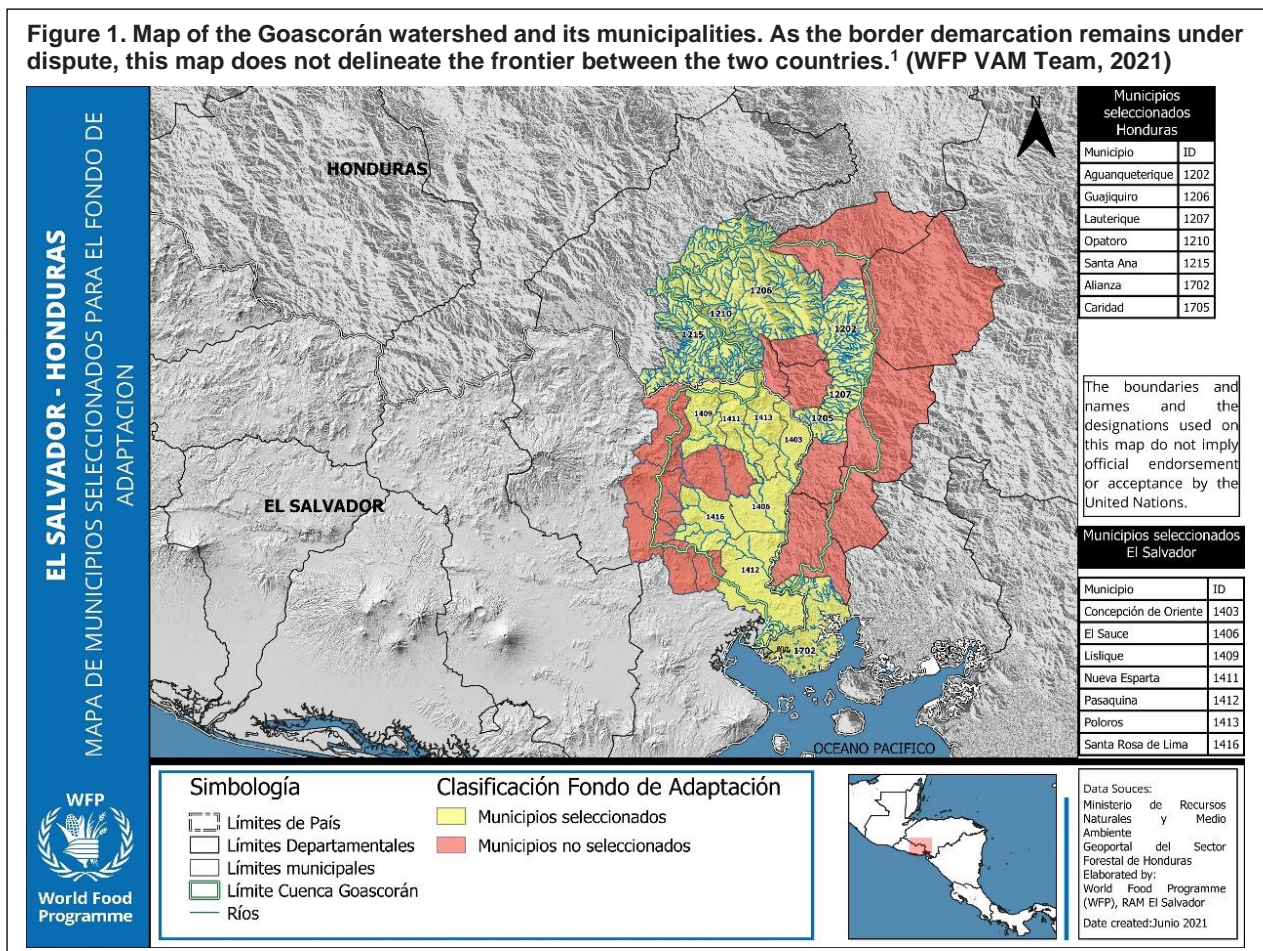 Figure 1. Map of the Goascorán watershed and its municipalities. As the border demarcation remains under
dispute, this map does not delineate the frontier between the two countries.¹ (WFP VAM Team, 2021)
EL SALVADOR - HONDURAS
MAPA DE MUNICIPIOS SELECCIONADOS PARA EL FONDO DE
ADAPTACION
WFP
World Food
Programme
N
HONDURAS
EL SALVADOR
1206
1210
1202
1215
1207
1409
1411
1413
1705
1403
1416
1406
1412
1702
OCEANO PACIFICO
Municipios
seleccionados
Honduras
Municipio ID
Aguanqueterique 1202
Guajiquiro 1206
Lauterique 1207
Opatoro 1210
Santa Ana 1215
Alianza 1702
Caridad 1705
The boundaries and
names and the
designations used on
this map do not imply
official endorsement
or acceptance by the
United Nations.
Municipios seleccionados
El Salvador
Municipio ID
Concepción de Oriente 1403
El Sauce 1406
Lislique 1409
Nueva Esparta 1411
Pasaquina 1412
Poloros 1413
Santa Rosa de Lima 1416
Simbología
Límites de País
Límites Departamentales
Límites municipales
Límite Cuenca Goascorán
Ríos
Clasificación Fondo de Adaptación
Municipios seleccionados
Municipios no seleccionados
Data Souces:
Ministerio de Recursos
Naturales y Medio
Ambiente
Geoportal del Sector
Forestal de Honduras
Elaborated by:
World Food Programme
(WFP), RAM El Salvador
Date created:Junio 2021